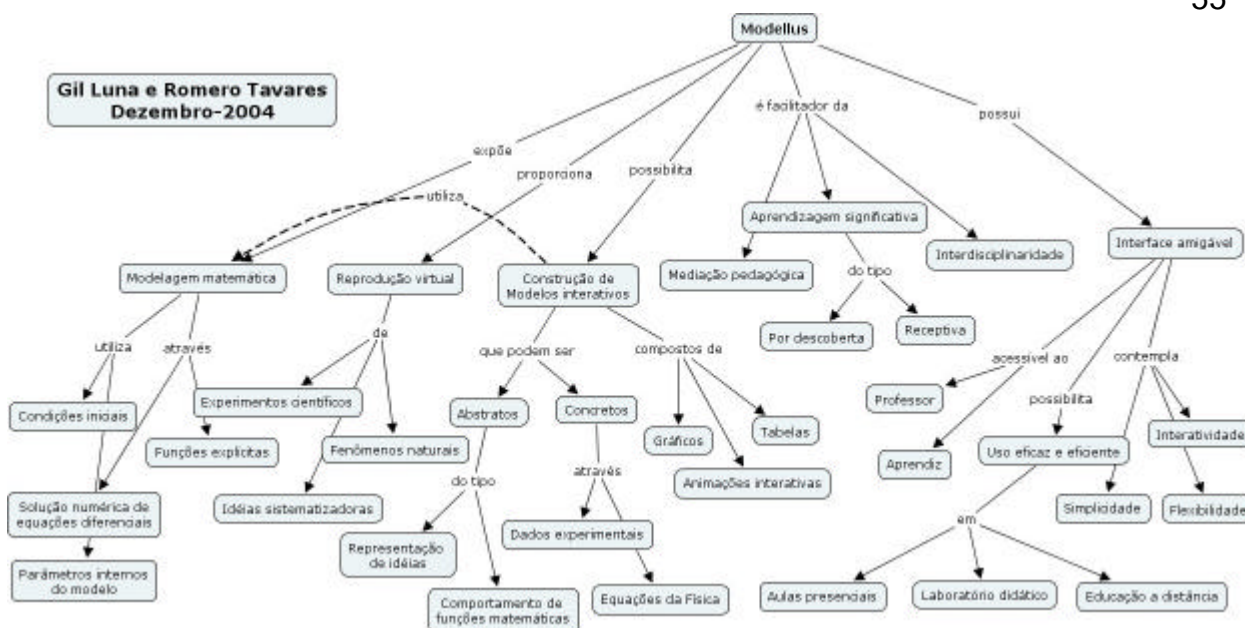 55
Modellus
Gil Luna e Romero Tavares
Dezembro-2004
é facilitador da
possui
expõe
proporciona
possibilita
utiliza
Aprendizagem significativa
Modelagem matemática
Reprodução virtual
Construção de
Modelos interativos
Mediação pedagógica
Interdisciplinaridade
Interface amigável
do tipo
Por descoberta
Receptiva
utiliza
através
de
que podem ser
compostos de
acessível ao
contempla
possibilita
Condições iniciais
Experimentos científicos
Abstratos
Concretos
Gráficos
Tabelas
Professor
Funções explícitas
Fenômenos naturais
Aprendiz
Uso eficaz e eficiente
Interatividade
do tipo
através
Animações interativas
Solução numérica de
equações diferenciais
Idéias sistematizadoras
Simplicidade
Flexibilidade
Representação
de idéias
Dados experimentais
em
Parâmetros internos
do modelo
Comportamento de
funções matemáticas
Equações da Física
Aulas presenciais
Laboratório didático
Educação a distância